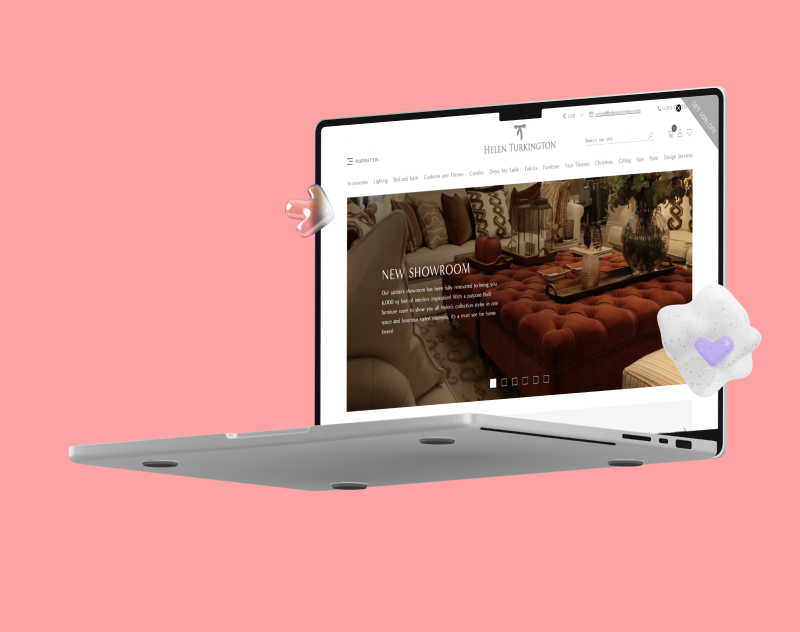 € EUR
GET 10% OFF
HELEN TURKINGTON
Search our site
INSPIRATION
Accessories Lighting Bed and Bath Cushions and Throws Candles Dress My Table Fabrics Furniture Faux Flowers Christmas Gifting Sale Paint Design Services
NEW SHOWROOM
Our upstairs showroom has been fully renovated to bring you
6,000 sq feet of interiors inspiration! With a purpose built
furniture room to show you all Helen's collection styles in one
space and luxurious styled
it's a must see for home
lovers!